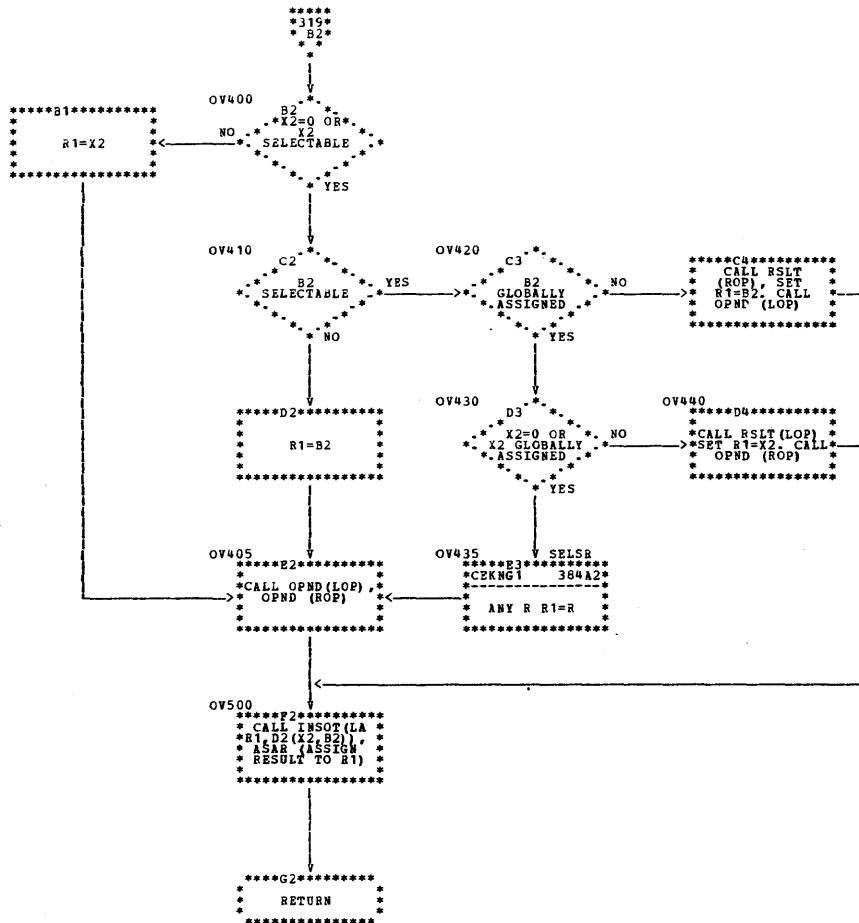 319
B2
OV400
B1
B2
X2=0 OR
X2
SELECTABLE
NO
R1=X2
YES
OV410
OV420
C2
C3
C4
B2
SELECTABLE
YES
B2
GLOBALLY
ASSIGNED
NO
CALL RSLT
(ROP), SET
R1=B2. CALL
OPND (LOP)
NO
YES
OV430
OV440
D2
D3
D4
R1=B2
X2=0 OR
X2 GLOBALLY
ASSIGNED
NO
CALL RSLT(LOP)
SET R1=X2. CALL
OPND (ROP)
YES
OV405
OV435
SELSR
E2
E3
CALL OPND(LOP),
OPND (ROP)
CEKNG1 384A2
ANY R R1=R
OV500
F2
CALL INSOT(LA
R1,D2(X2,B2)),
ASAR (ASSIGN
RESULT TO R1)
G2
RETURN